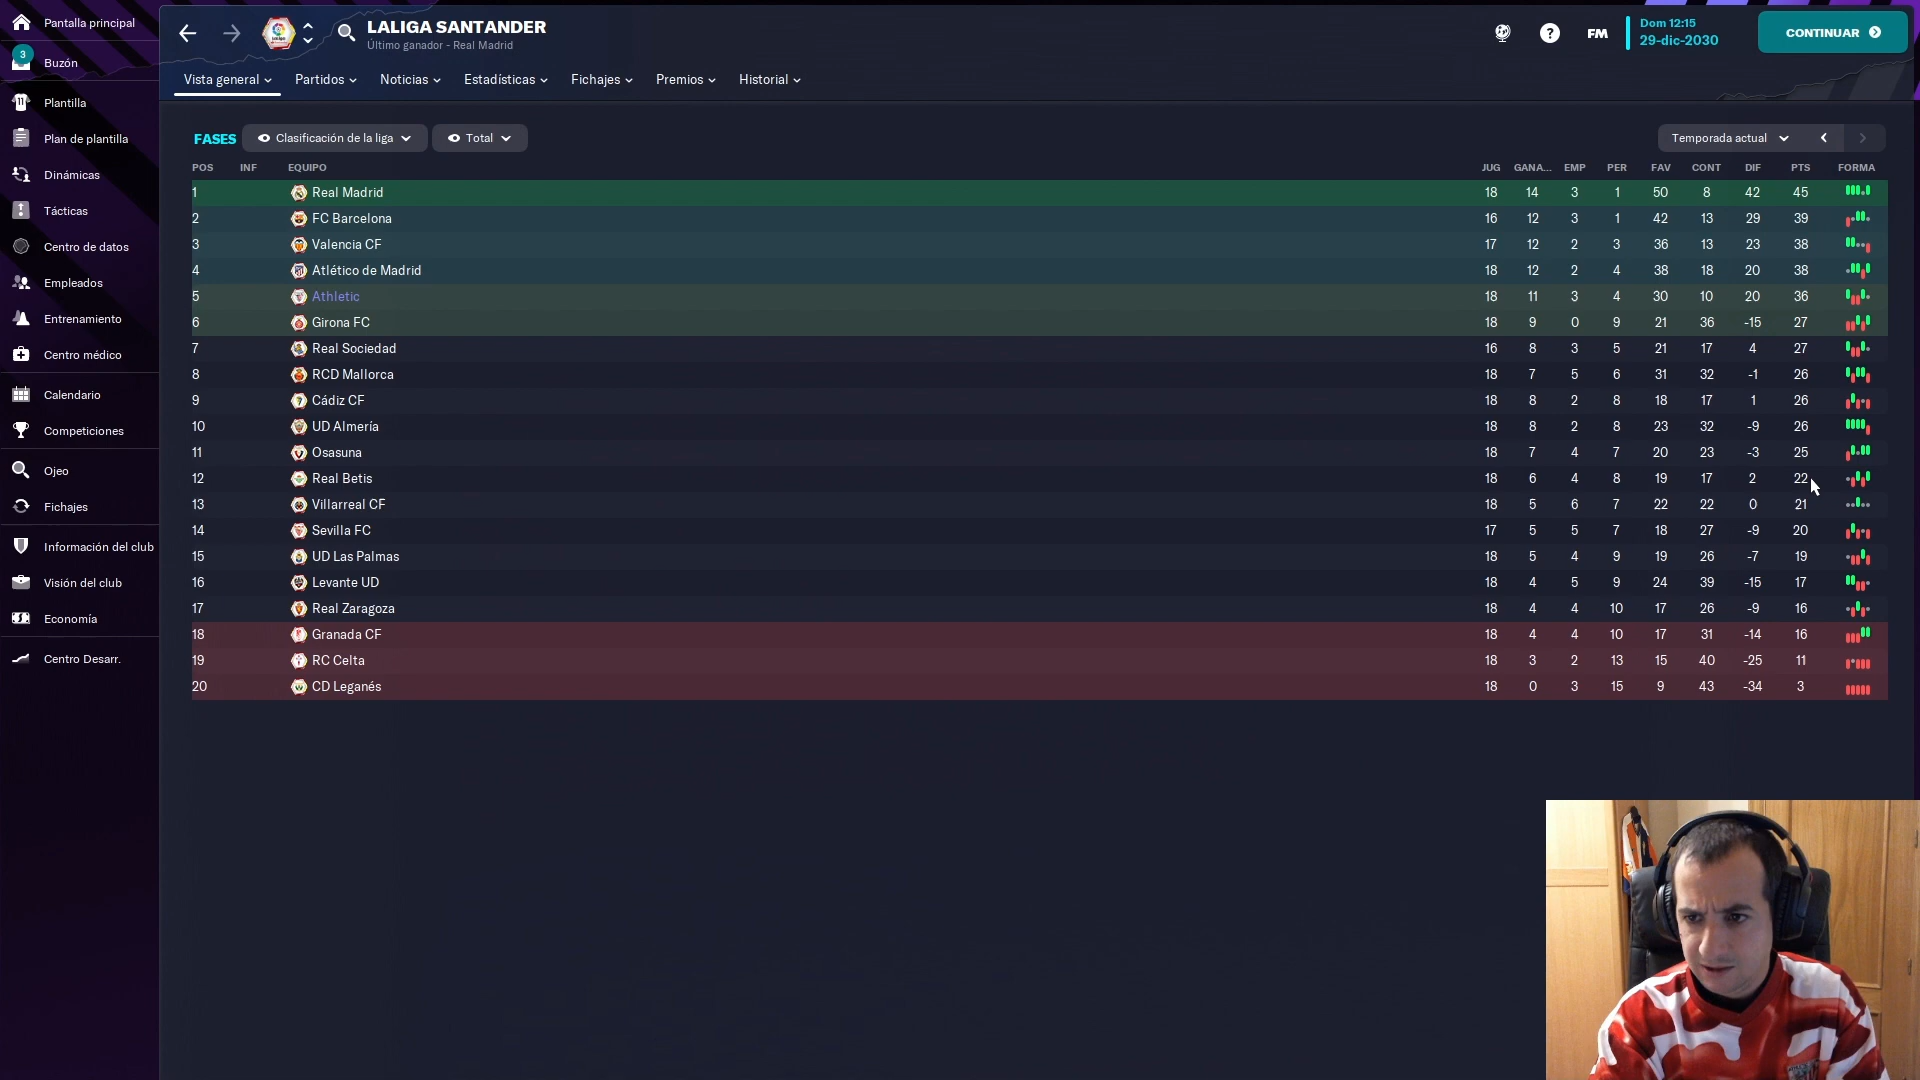 Pantalla principal
3
Buzón
Plantilla
Plan de plantilla
Dinámicas
Tácticas
Centro de datos
Empleados
Entrenamiento
Centro médico
Calendario
Competiciones
Ojeo
Fichajes
Información del club
Visión del club
Economía
Centro Desarr.
LALIGA SANTANDER
Último ganador - Real Madrid
? FM Dom 12:15
29-dic-2030
CONTINUAR
Vista general Partidos Noticias Estadísticas Fichajes Premios Historial
FASES Clasificación de la liga Total Temporada actual
POS INF EQUIPO JUG GANA... EMP PER FAV CONT DIF PTS FORMA
1 Real Madrid 18 14 3 1 50 8 42 45
2 FC Barcelona 16 12 3 1 42 13 29 39
3 Valencia CF 17 12 2 3 36 13 23 38
4 Atlético de Madrid 18 12 2 4 38 18 20 38
5 Athletic 18 11 3 4 30 10 20 36
6 Girona FC 18 9 0 9 21 36 -15 27
7 Real Sociedad 16 8 3 5 21 17 4 27
8 RCD Mallorca 18 7 5 6 31 32 -1 26
9 Cádiz CF 18 8 2 8 18 17 1 26
10 UD Almería 18 8 2 8 23 32 -9 26
11 Osasuna 18 7 4 7 20 23 -3 25
12 Real Betis 18 6 4 8 19 17 2 22
13 Villarreal CF 18 5 6 7 22 22 0 21
14 Sevilla FC 17 5 5 7 18 27 -9 20
15 UD Las Palmas 18 5 4 9 19 26 -7 19
16 Levante UD 18 4 5 9 24 39 -15 17
17 Real Zaragoza 18 4 4 10 17 26 -9 16
18 Granada CF 18 4 4 10 17 31 -14 16
19 RC Celta 18 3 2 13 15 40 -25 11
20 CD Leganés 18 0 3 15 9 43 -34 3